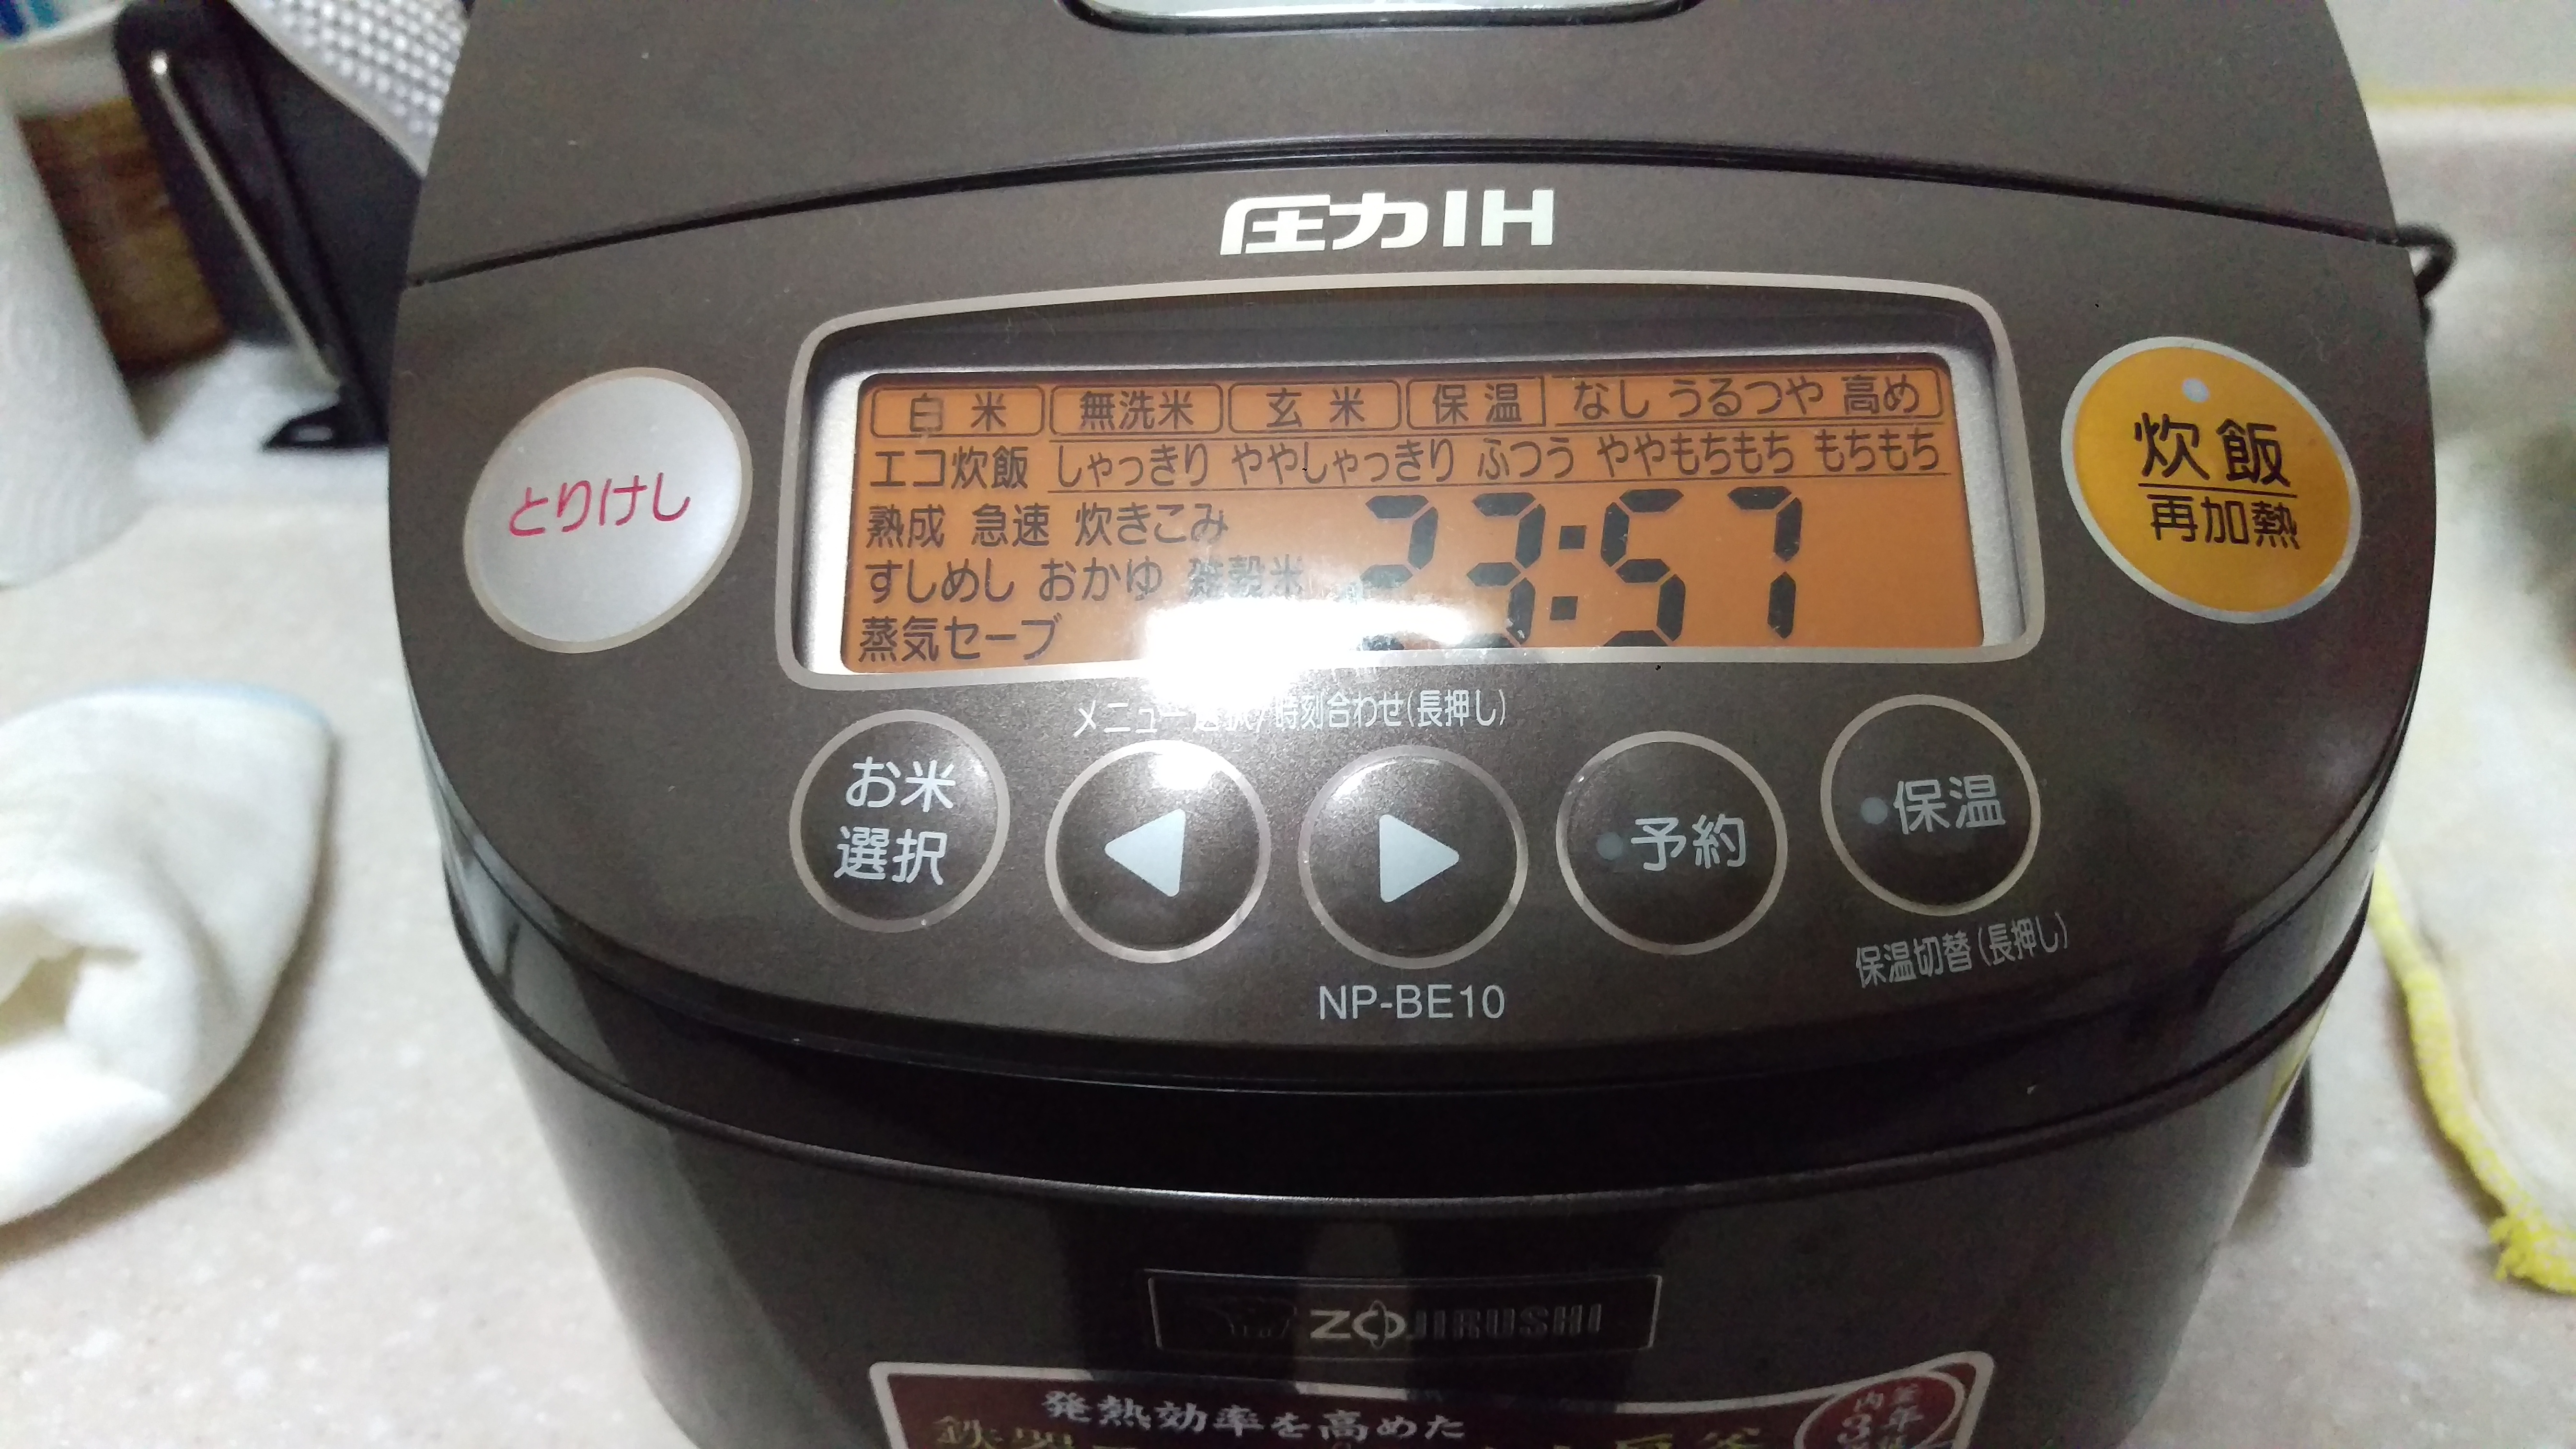 圧力IH
とりけし
白米 無洗米 玄米 保温 なし うるつや 高め
エコ炊飯 しゃっきり ややしゃっきり ふつう ややもちもち もちもち
熟成 急速 炊きこみ
すしめし おかゆ 雑穀米
蒸気セーブ
23:57
炊飯
再加熱
メニュー選択/時刻合わせ(長押し)
お米
選択
予約
保温
保温切替(長押し)
NP-BE10
ZOJIRUSHI
発熱効率を高めた